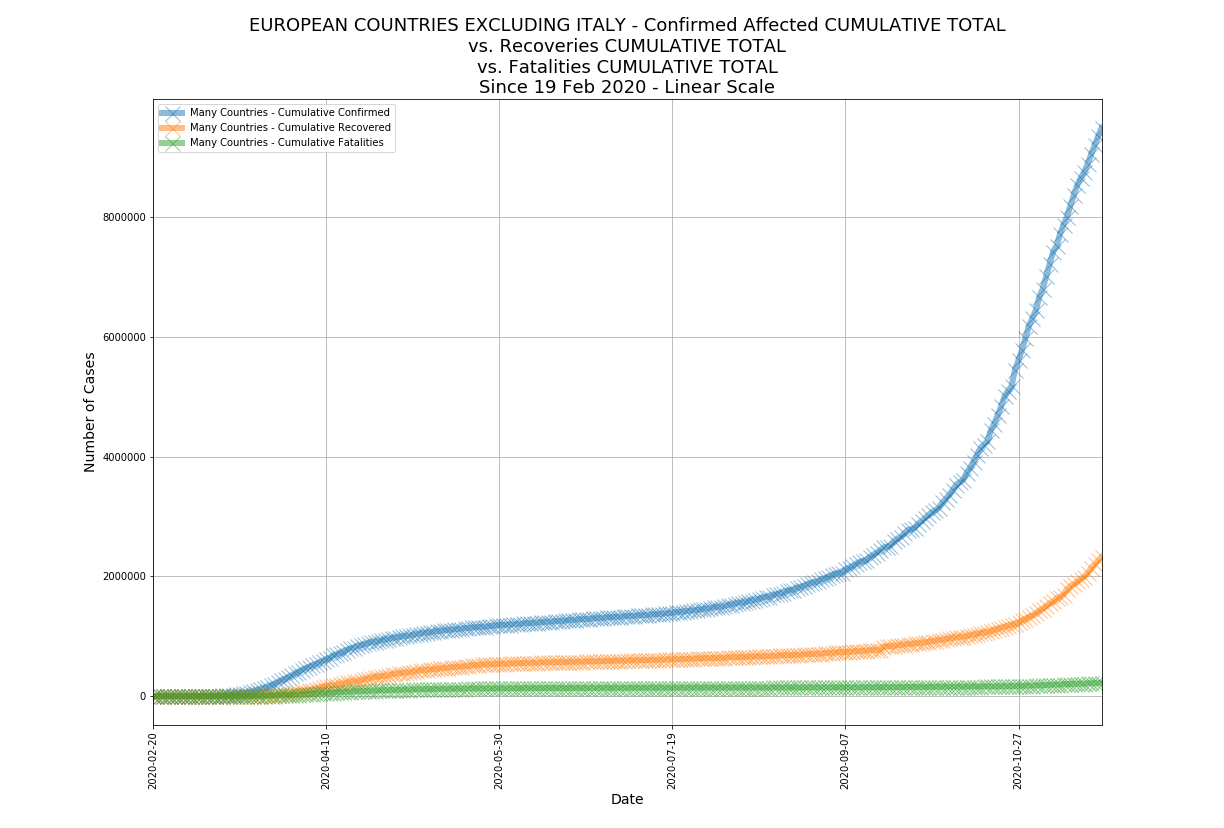 EUROPEAN COUNTRIES EXCLUDING ITALY - Confirmed Affected CUMULATIVE TOTAL
vs. Recoveries CUMULATIVE TOTAL
vs. Fatalities CUMULATIVE TOTAL
Since 19 Feb 2020 - Linear Scale
Many Countries - Cumulative Confirmed
Many Countries - Cumulative Recovered
Many Countries - Cumulative Fatalities
Number of Cases
8000000
6000000
4000000
2000000
0
2020-02-20
2020-04-10
2020-05-30
2020-07-19
2020-09-07
2020-10-27
Date